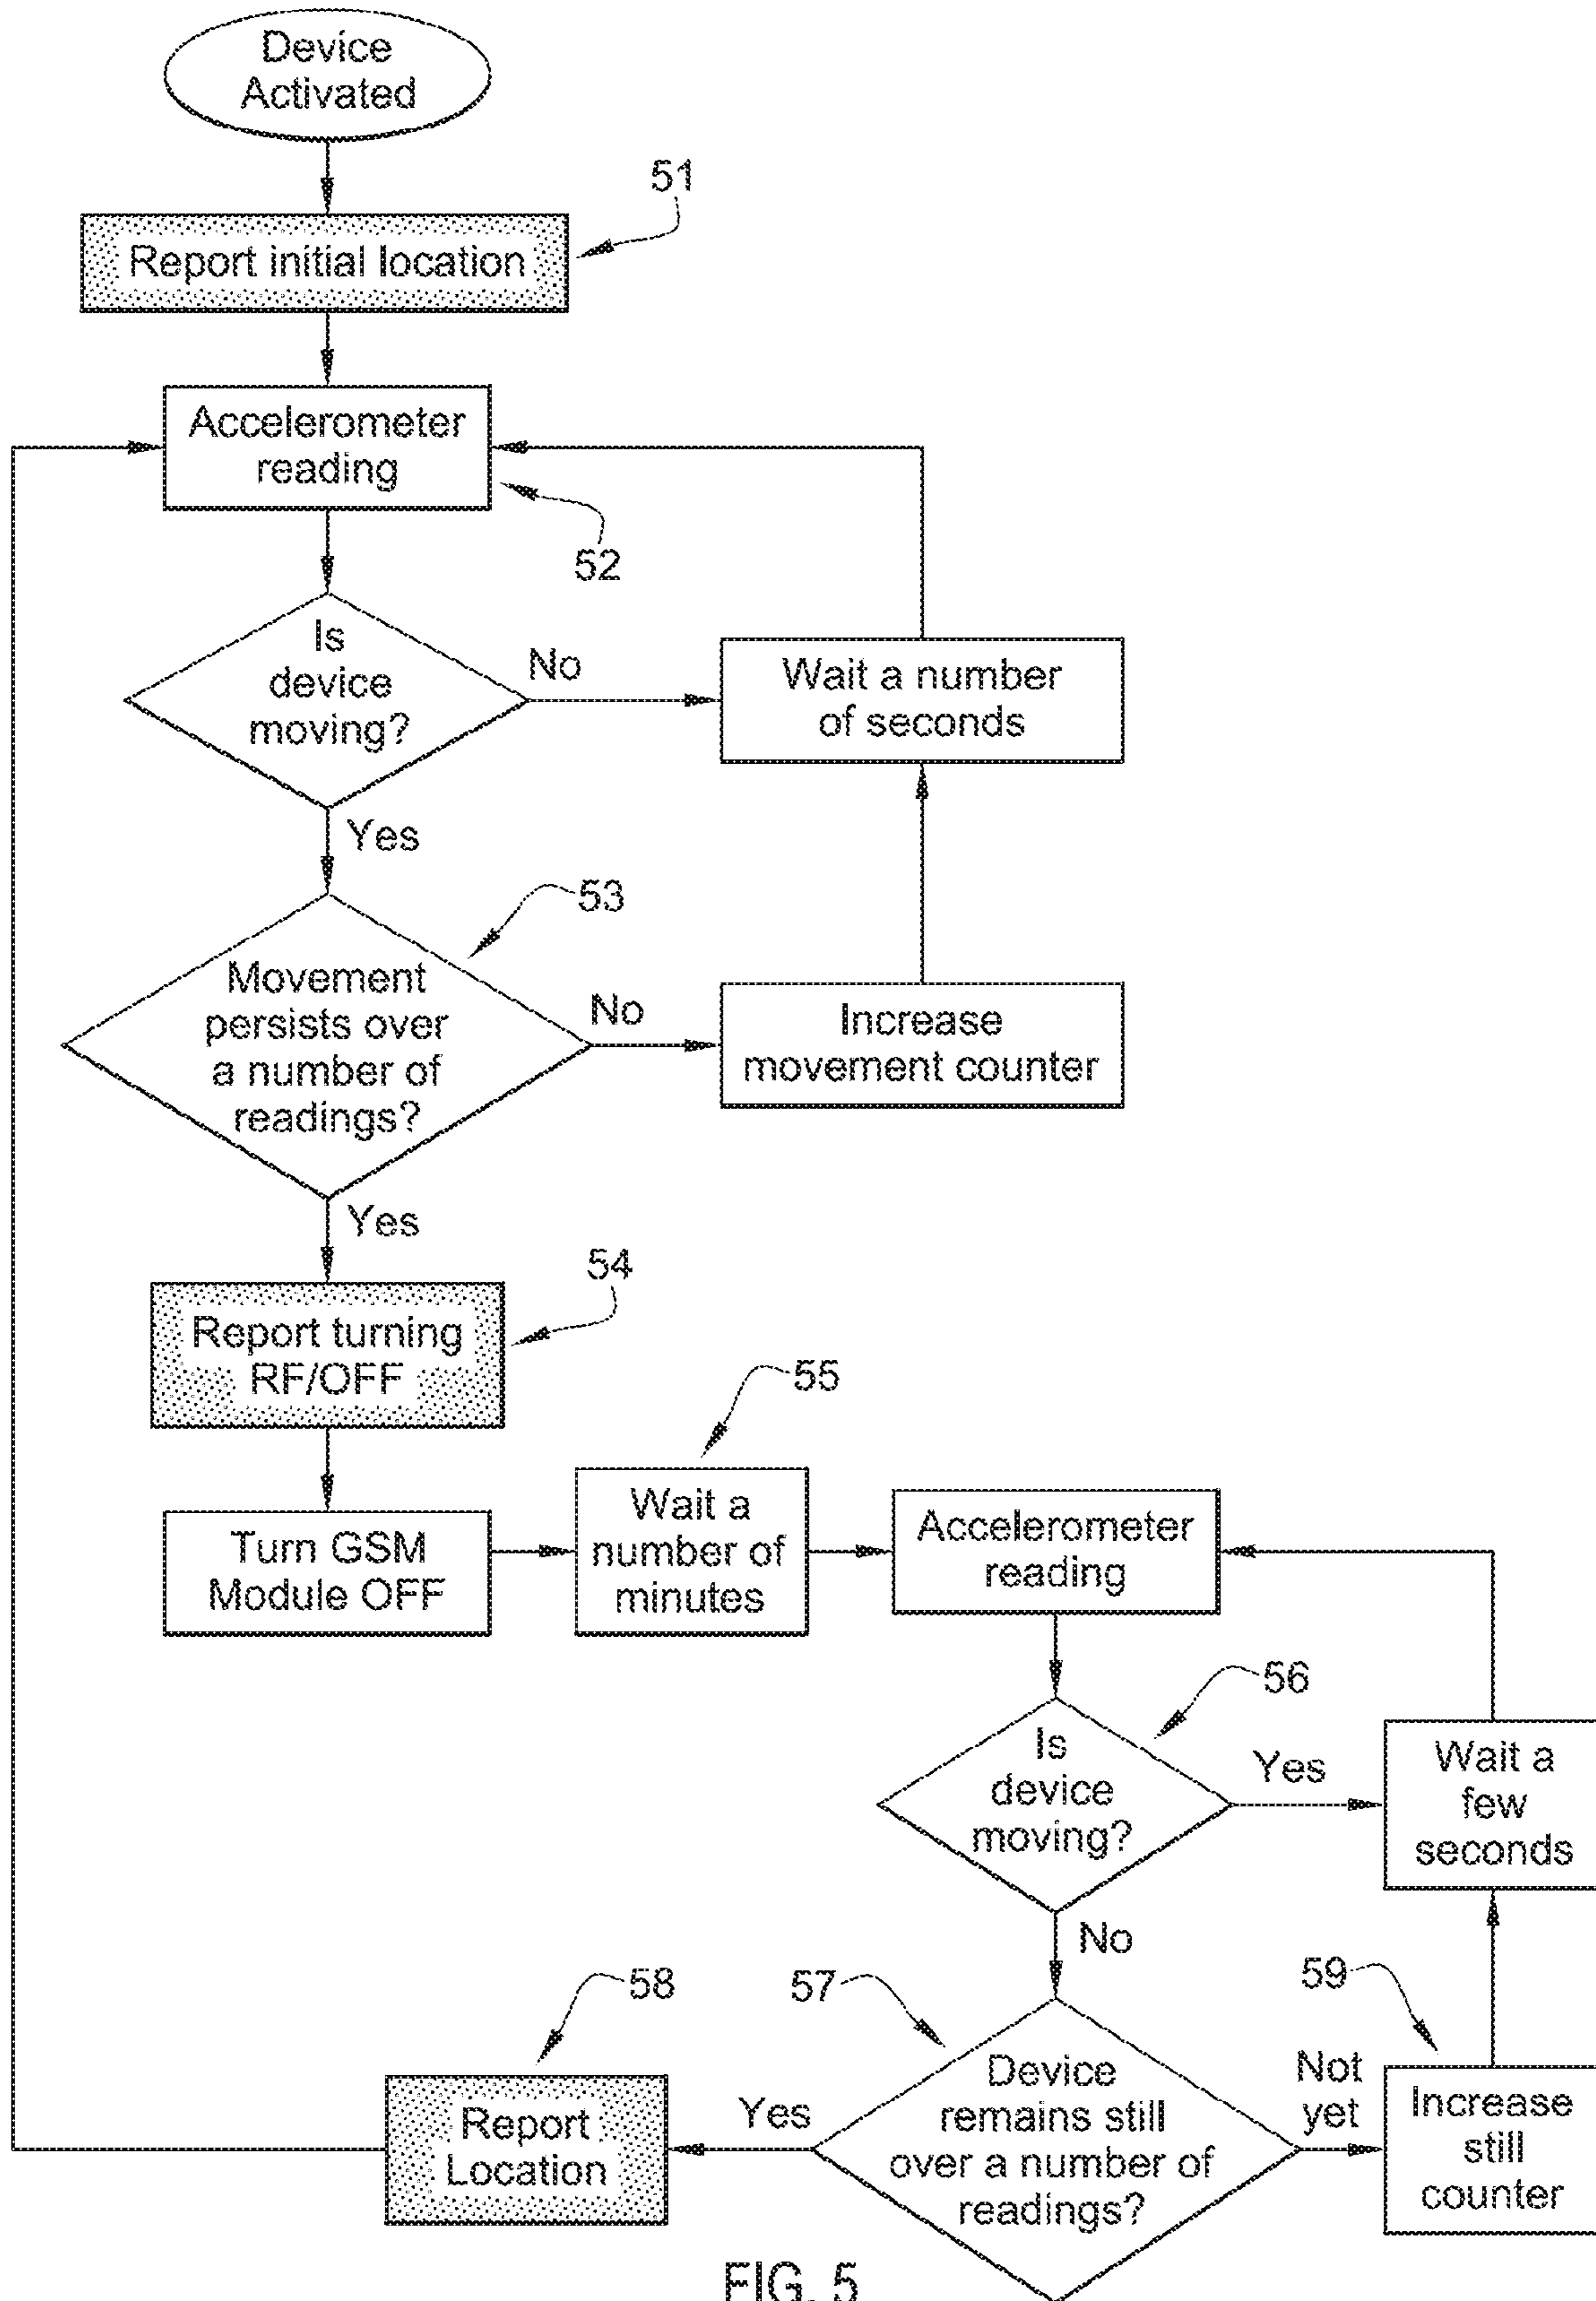 Device
Activated
51
Report initial location
Accelerometer
reading
52
Is
device
moving?
No
Wait a number
of seconds
Yes
53
Movement
persists over
a number of
readings?
No
Increase
movement counter
Yes
54
Report turning
RF/OFF
55
Turn GSM
Module OFF
Wait a
number of
minutes
Accelerometer
reading
56
Is
device
moving?
Yes
Wait a
few
seconds
No
57
58
59
Device
remains still
over a number of
readings?
Not
yet
Increase
still
counter
Yes
Report
Location
FIG. 5